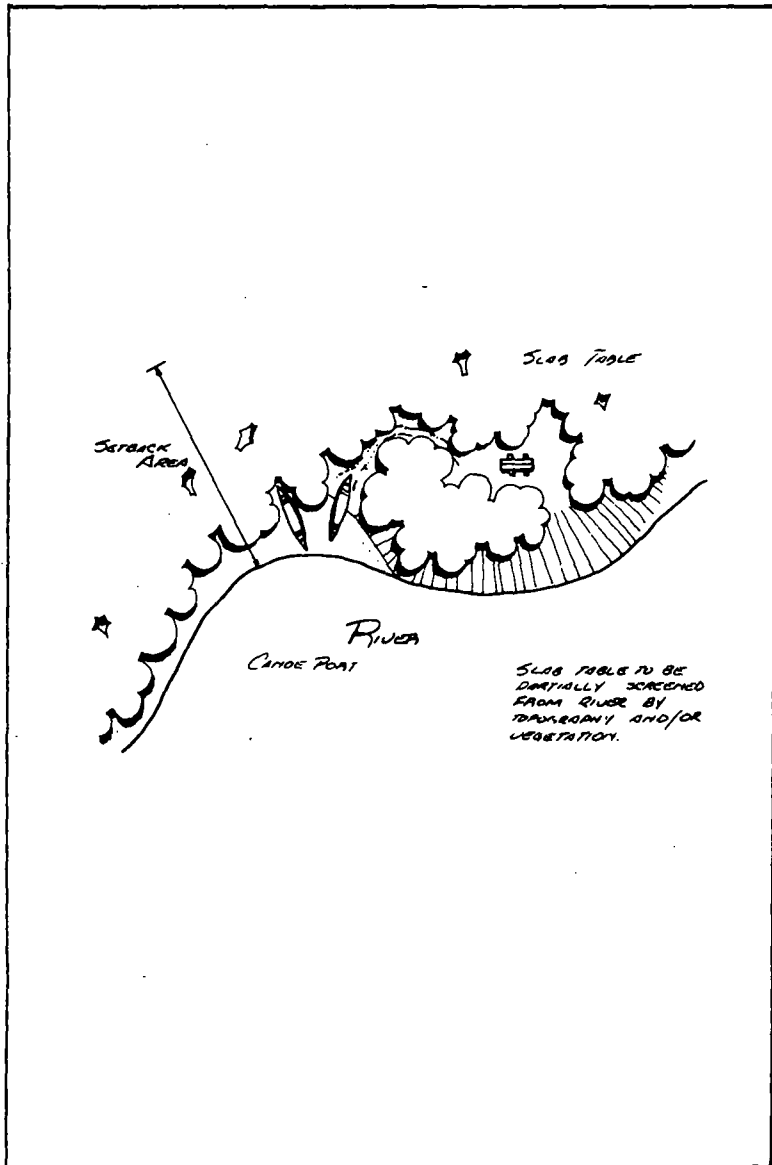 SLAB TABLE
SETBACK
AREA
RIVER
CANOE PORT
SLAB TABLE TO BE
PARTIALLY SCREENED
FROM RIVER BY
TOPOGRAPHY AND/OR
VEGETATION.